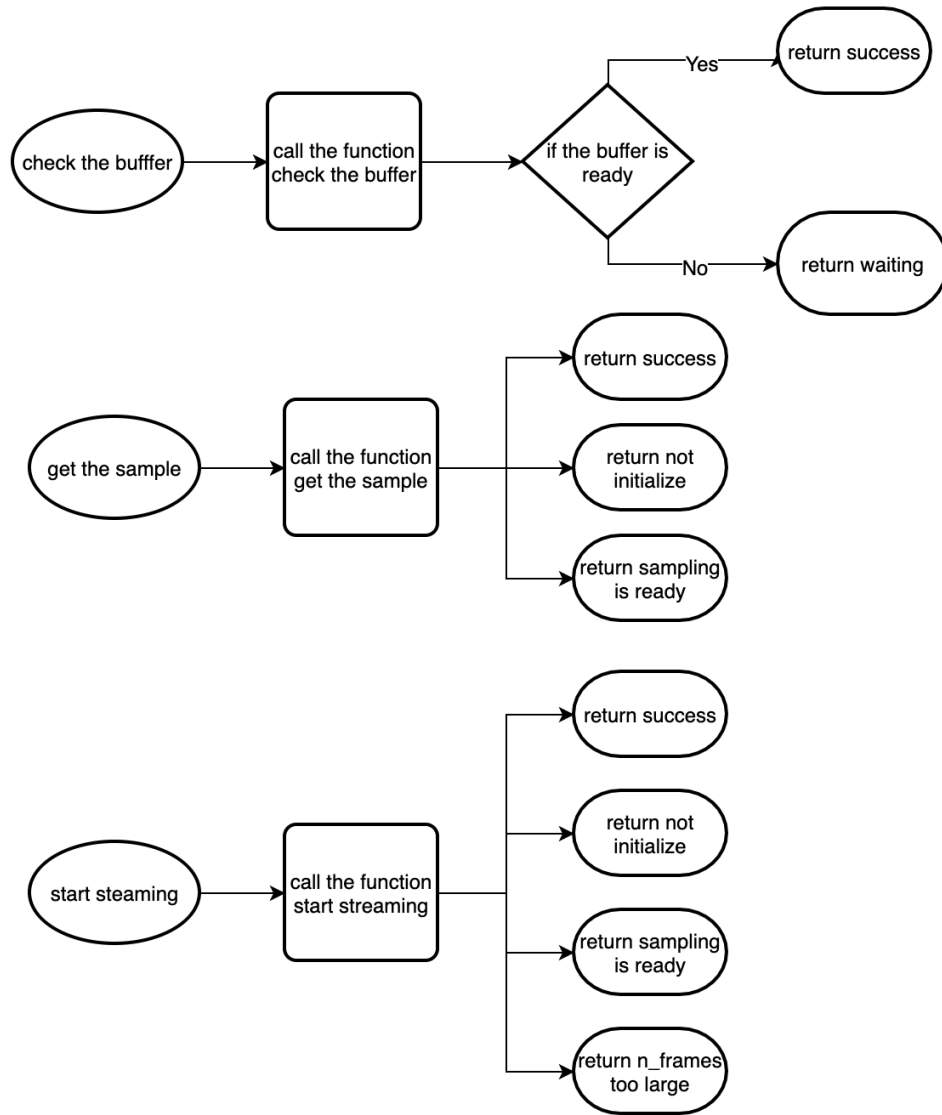 return success
Yes
check the bufffer
call the function
check the buffer
if the buffer is
ready
No
return waiting
return success
get the sample
call the function
get the sample
return not
initialize
return sampling
is ready
return success
return not
initialize
start steaming
call the function
start streaming
return sampling
is ready
return n_frames
too large